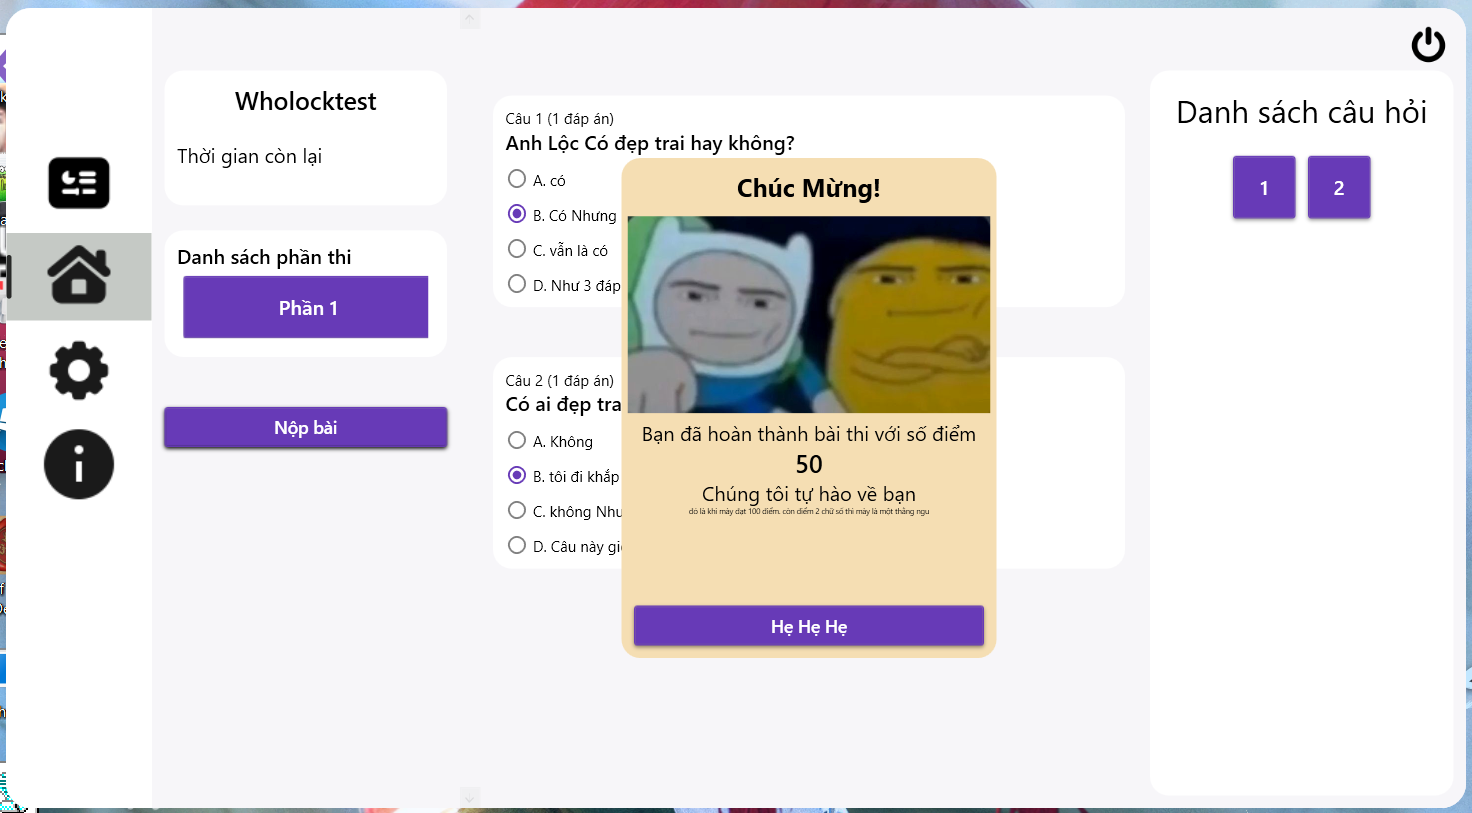 Wholocktest
Thời gian còn lại
Danh sách phần thi
Phần 1
Nộp bài
Câu 1 (1 đáp án)
Anh Lộc Có đẹp trai hay không?
A. có
B. Có Nhưng
C. vẫn là có
D. Như 3 đáp
Câu 2 (1 đáp án)
Có ai đẹp tra
A. Không
B. tôi đi khắp
C. không Nhu
D. Câu này gi
Chúc Mừng!
Bạn đã hoàn thành bài thi với số điểm
50
Chúng tôi tự hào về bạn
đó là khi mày đạt 100 điểm. còn điểm 2 chữ số thì mày là một thằng ngu
Hẹ Hẹ Hẹ
Danh sách câu hỏi
1
2